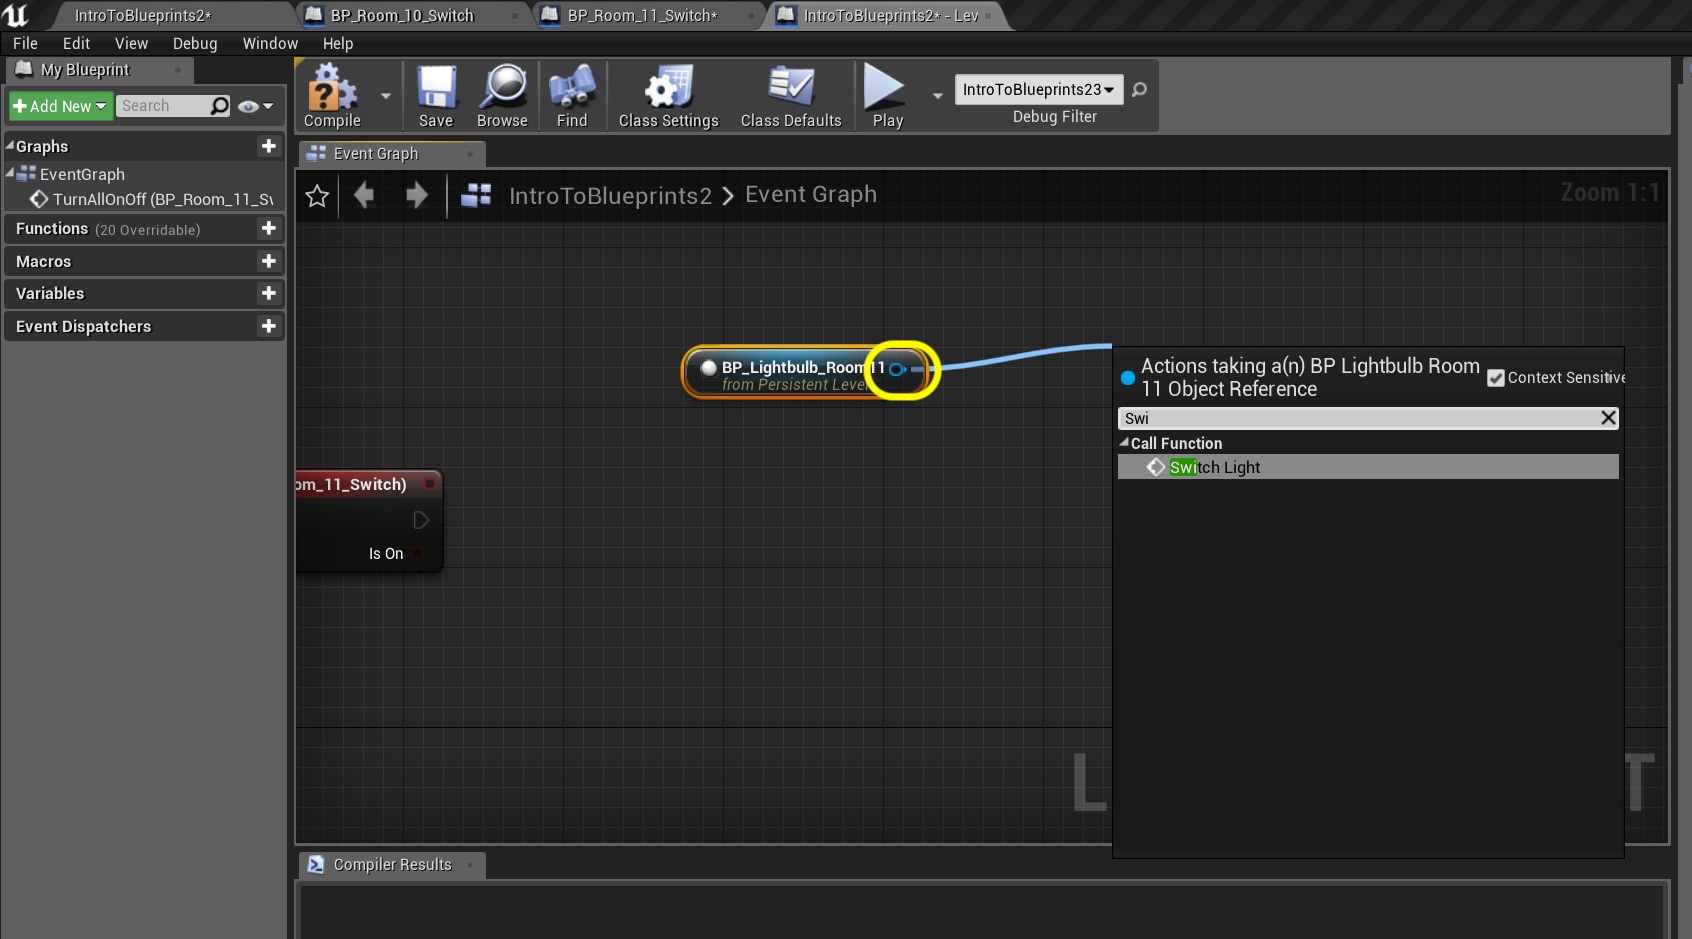 IntroToBlueprints2*
BP_Room_10_Switch
BP_Room_11_Switch*
IntroToBlueprints2* - Lev
File
Edit
View
Debug
Window
Help
My Blueprint
Add New
Search
Compile
Save
Browse
Find
Class Settings
Class Defaults
Play
IntroToBlueprints23
Debug Filter
Graphs
EventGraph
TurnAllOnOff (BP_Room_11_Sw
Functions (20 Overridable)
Macros
Variables
Event Dispatchers
Event Graph
IntroToBlueprints2 > Event Graph
Zoom 1:1
BP_Lightbulb_Room11
from Persistent Level
om_11_Switch)
Is On
Actions taking a(n) BP Lightbulb Room
11 Object Reference
Context Sensitive
Swi
Call Function
Switch Light
L
T
Compiler Results